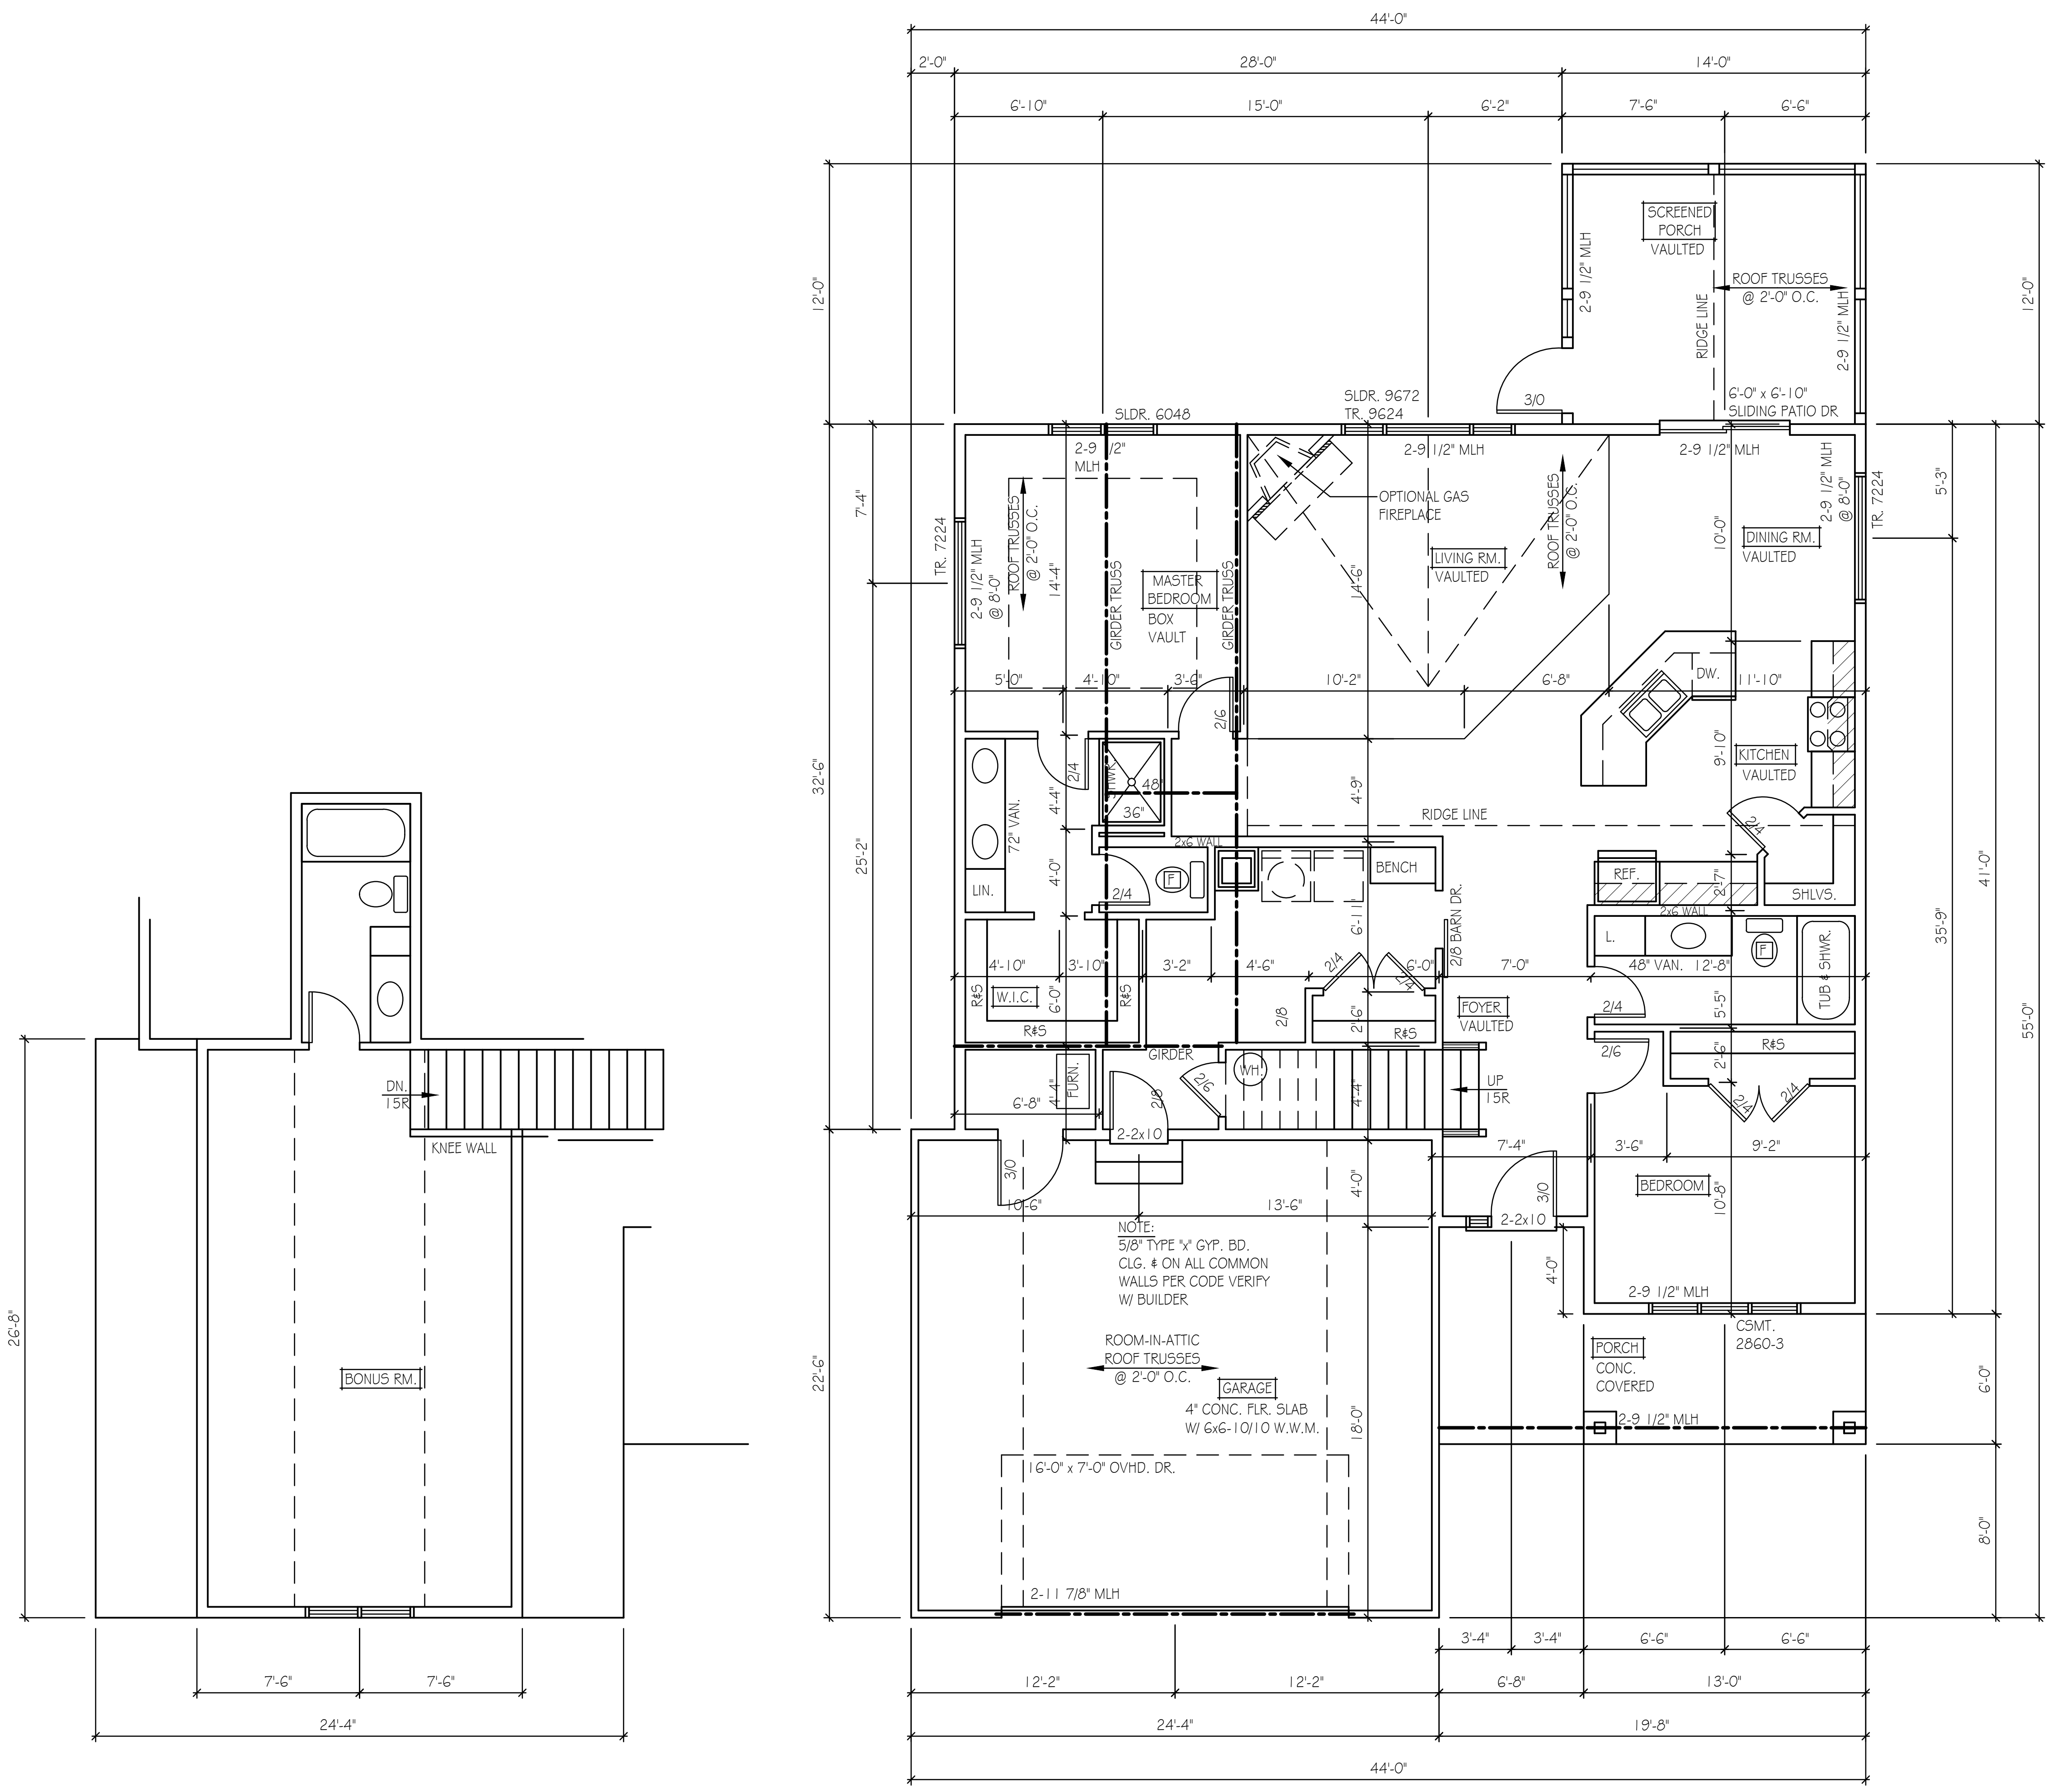 44'-0"
2'-0"
28'-0"
14'-0"
6'-10"
15'-0"
6'-2"
7'-6"
6'-6"
SCREENED
PORCH
VAULTED
2-9 1/2" MLH
ROOF TRUSSES
@ 2'-0" O.C.
RIDGE LINE
2-9 1/2" MLH
12'-0"
12'-0"
3/0
6'-0" x 6'-10"
SLIDING PATIO DR
SLDR. 6048
SLDR. 9672
TR. 9624
2-9 1/2"
MLH
2-9 1/2" MLH
2-9 1/2" MLH
2-9 1/2" MLH
@ 8'-0"
TR. 7224
5'-3"
7'-4"
TR. 7224
2-9 1/2" MLH
@ 8'-0"
ROOF TRUSSES
@ 2'-0" O.C.
14'-4"
GIRDER TRUSS
MASTER
BEDROOM
BOX
VAULT
GIRDER TRUSS
OPTIONAL GAS
FIREPLACE
14'-6"
LIVING RM.
VAULTED
ROOF TRUSSES
@ 2'-0" O.C.
10'-0"
DINING RM.
VAULTED
5'-0"
4'-10"
3'-6"
10'-2"
6'-8"
DW.
11'-10"
2/6
32'-6"
25'-2"
2/4
SHWR.
48"
36"
4'-4"
72" VAN.
4'-9"
9'-10"
KITCHEN
VAULTED
RIDGE LINE
2/4
41'-0"
35'-9"
55'-0"
2x6 WALL
LIN.
4'-0"
2/4
F
BENCH
2/8 BARN DR.
6'-11"
REF.
2'-7"
SHLVS.
2x6 WALL
L.
F
TUB & SHWR.
4'-10"
3'-10"
3'-2"
4'-6"
2/4
6'-0"
2/4
7'-0"
48" VAN.
12'-8"
R&S
W.I.C.
6'-0"
R&S
R&S
2/8
2'-6"
R&S
FOYER
VAULTED
2/4
5'-5"
GIRDER
2/6
2'-6"
R&S
FURN.
4'-4"
6'-8"
2/8
2/6
WH.
4'-4"
UP
15R
2/4
2/4
2-2x10
7'-4"
3'-6"
9'-2"
3/0
10'-6"
13'-6"
4'-0"
3/0
2-2x10
BEDROOM
10'-8"
NOTE:
5/8" TYPE "X" GYP. BD.
CLG. & ON ALL COMMON
WALLS PER CODE VERIFY
W/ BUILDER
4'-0"
2-9 1/2" MLH
CSMT.
2860-3
ROOM-IN-ATTIC
ROOF TRUSSES
@ 2'-0" O.C.
GARAGE
4" CONC. FLR. SLAB
W/ 6x6-10/10 W.W.M.
PORCH
CONC.
COVERED
2-9 1/2" MLH
22'-6"
18'-0"
6'-0"
8'-0"
16'-0" x 7'-0" OVHD. DR.
2-11 7/8" MLH
3'-4"
3'-4"
6'-6"
6'-6"
12'-2"
12'-2"
6'-8"
13'-0"
24'-4"
19'-8"
44'-0"
DN.
15R
KNEE WALL
26'-8"
BONUS RM.
7'-6"
7'-6"
24'-4"